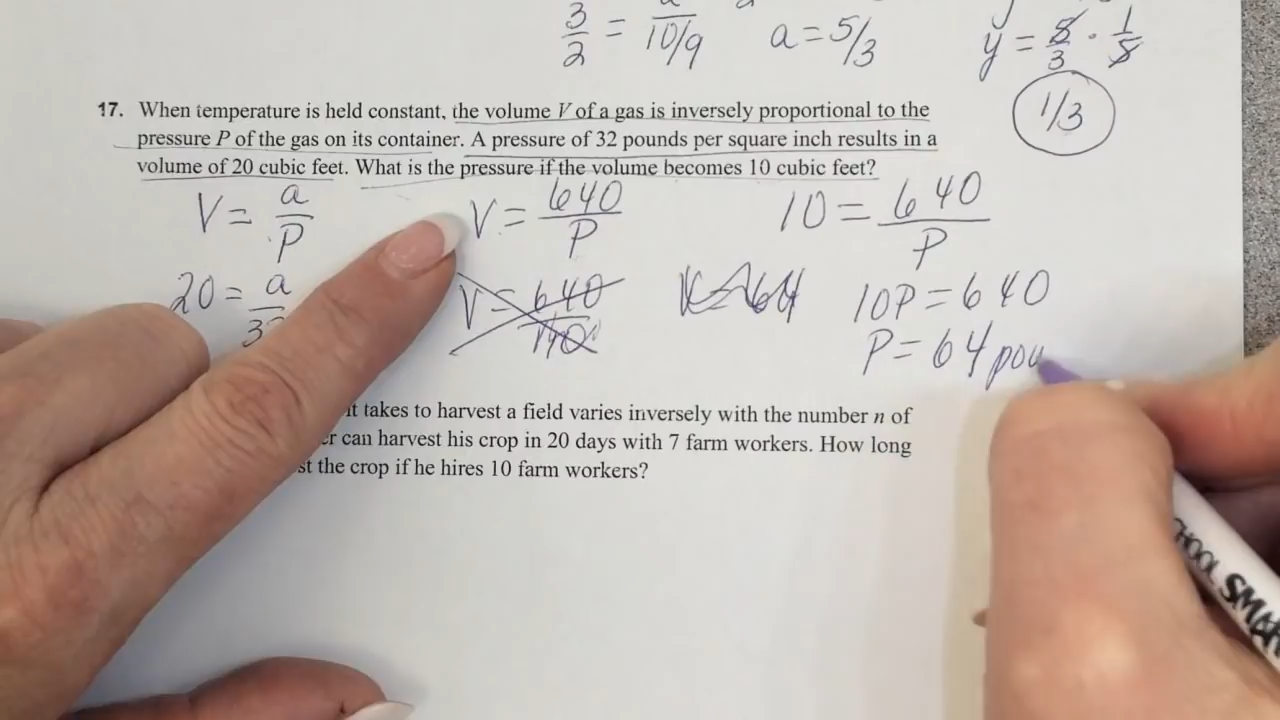 3/2 = /10/9 a = 5/3 y = 8/3 · 1/8
1/3
17. When temperature is held constant, the volume V of a gas is inversely proportional to the
pressure P of the gas on its container. A pressure of 32 pounds per square inch results in a
volume of 20 cubic feet. What is the pressure if the volume becomes 10 cubic feet?
V = a/P V = 640/P 10 = 640/P
20 = a/3 V = 640/10 10P = 640
P = 64 pou
it takes to harvest a field varies inversely with the number n of
er can harvest his crop in 20 days with 7 farm workers. How long
st the crop if he hires 10 farm workers?
SCHOOL SMA